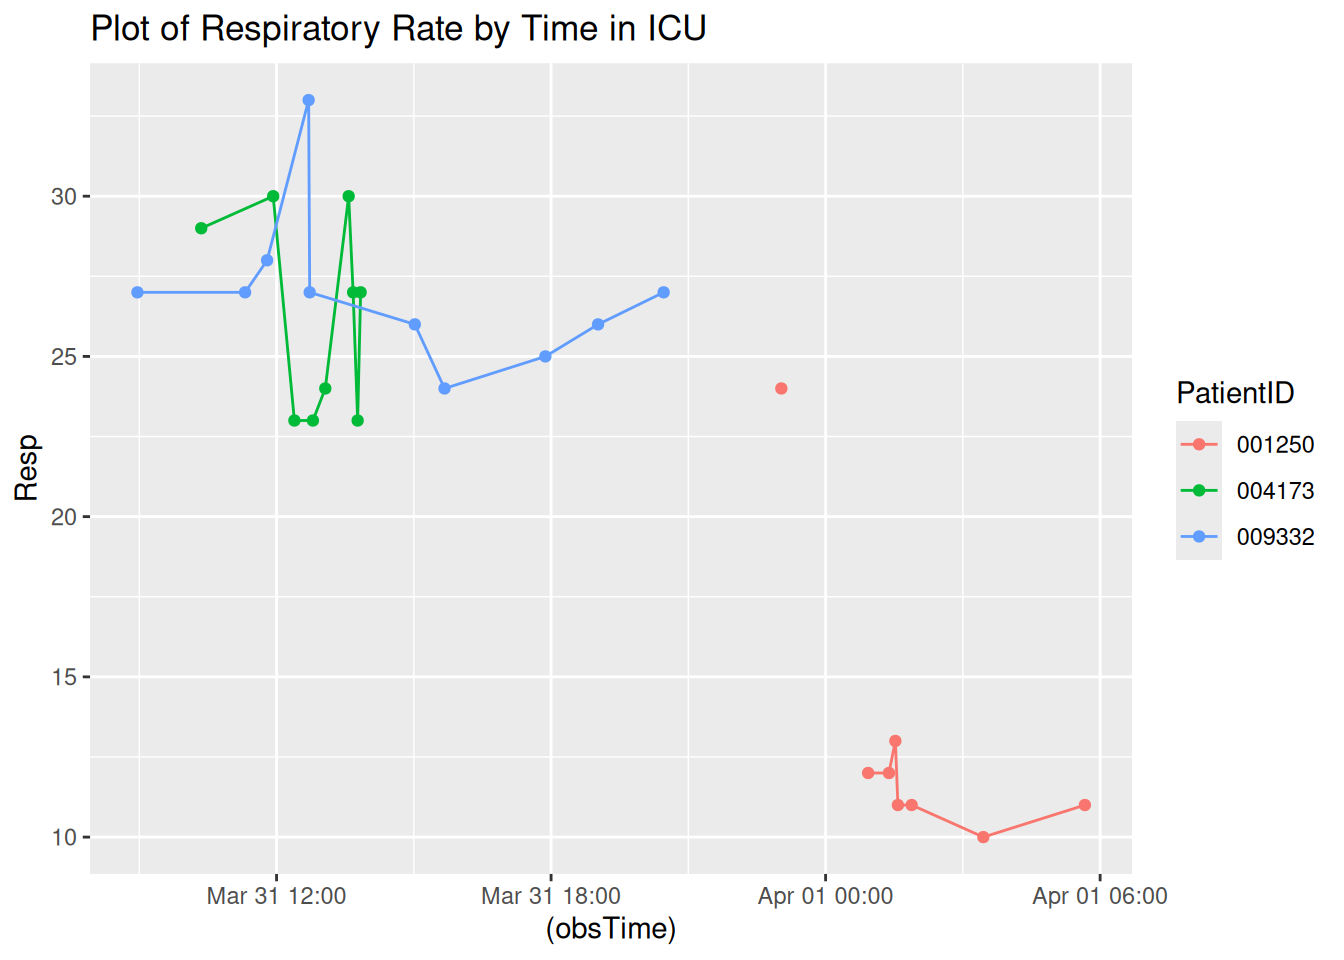 Plot of Respiratory Rate by Time in ICU
Resp
30
25
20
15
10
Mar 31 12:00
Mar 31 18:00
Apr 01 00:00
Apr 01 06:00
(obsTime)
PatientID
001250
004173
009332